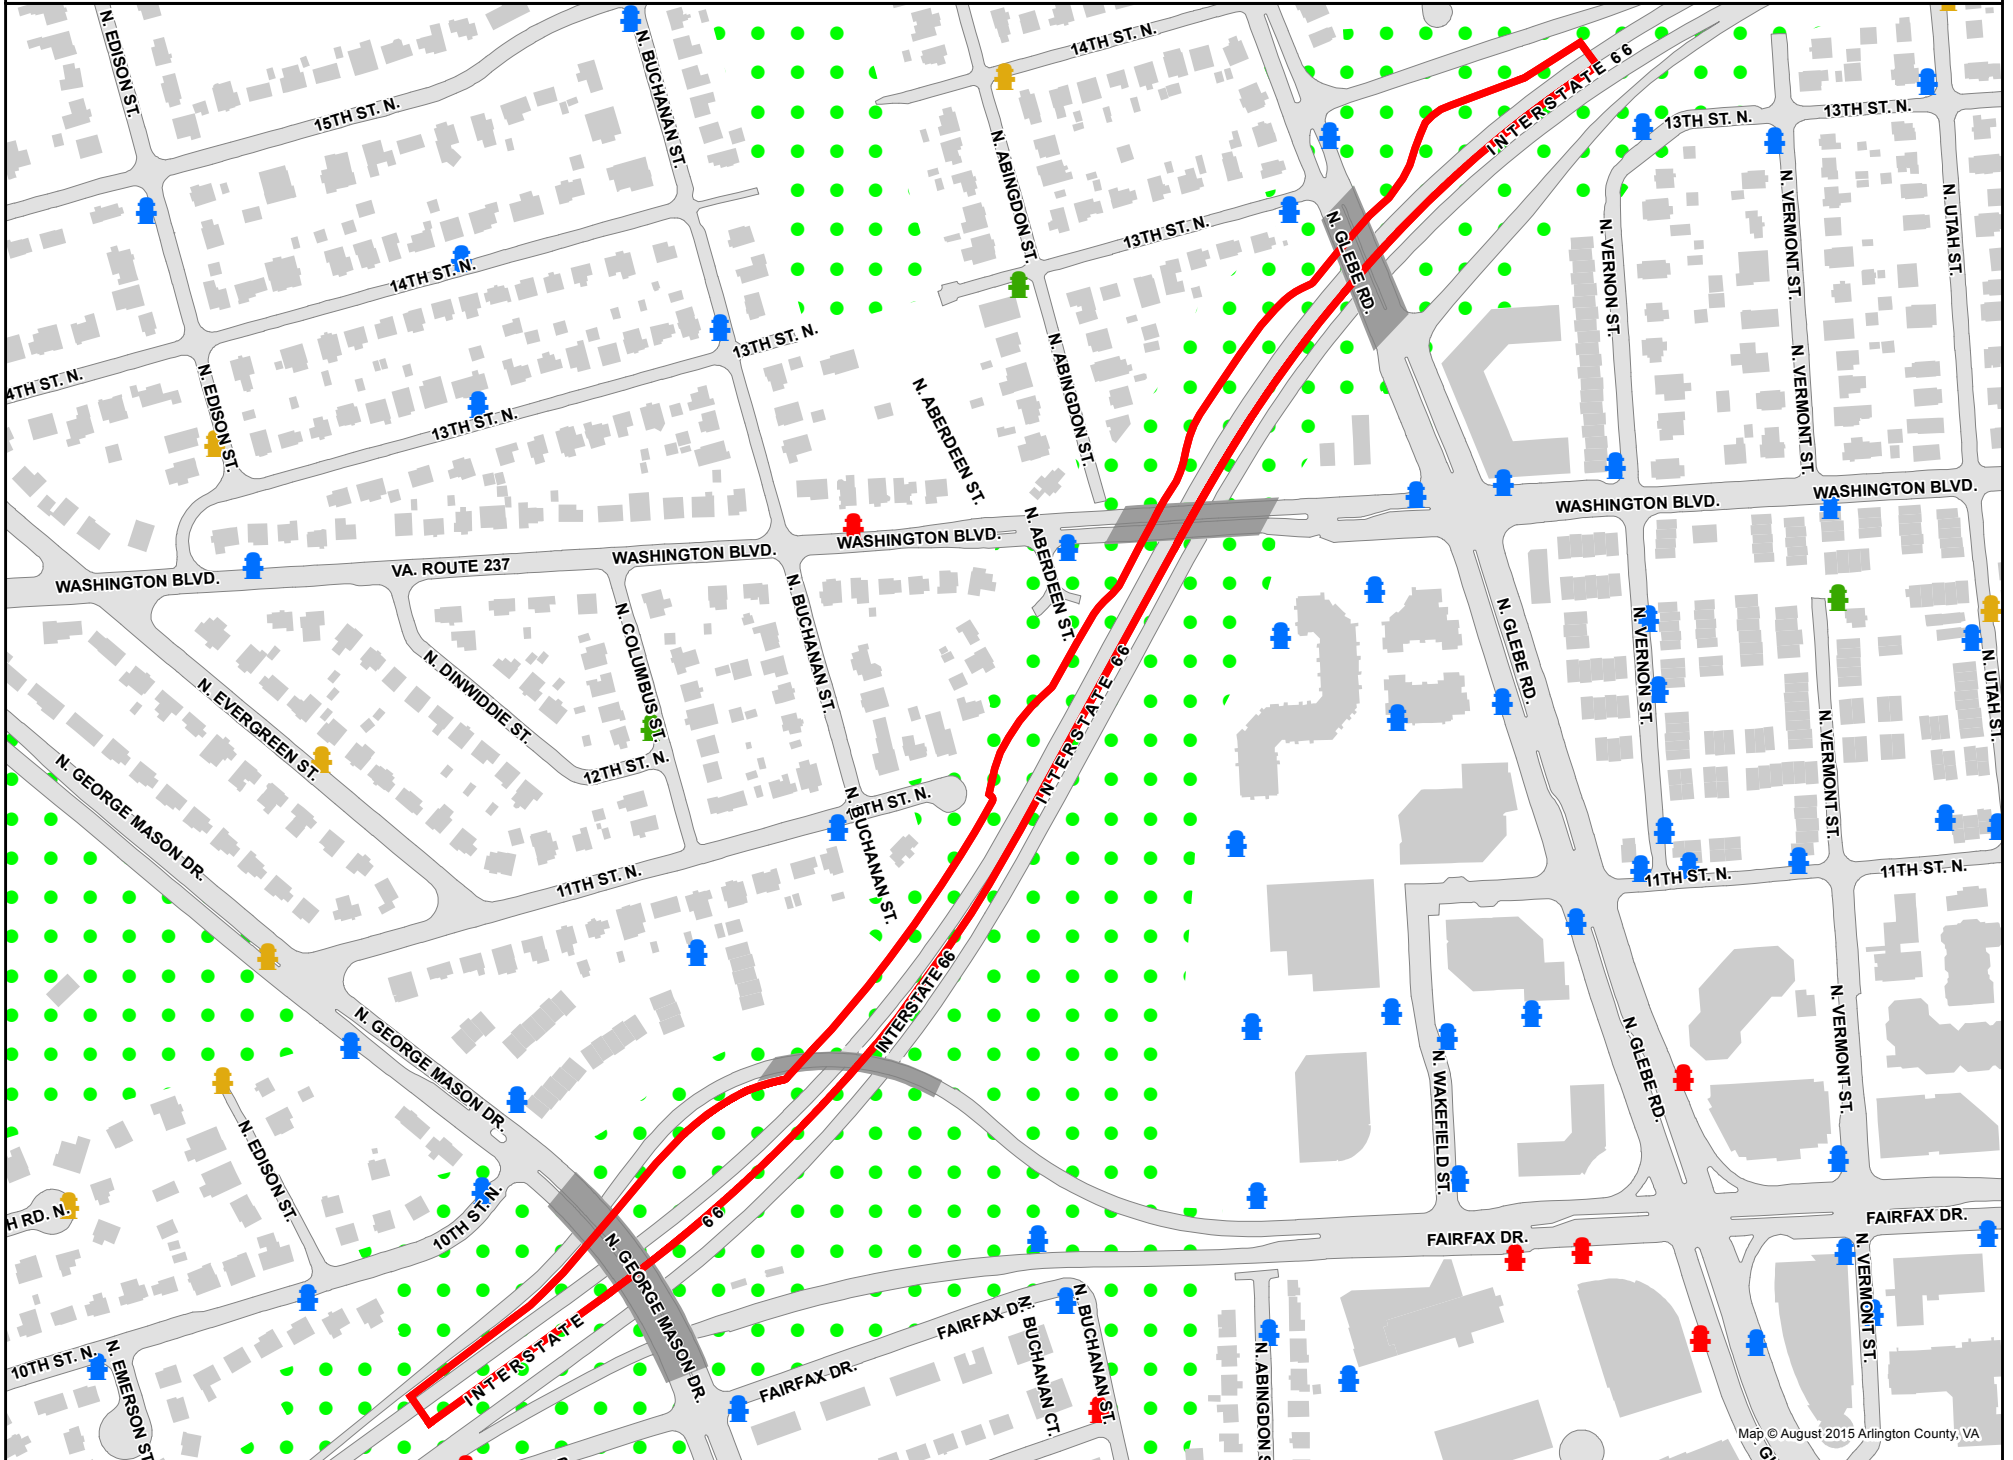 N. EDISON ST.
15TH ST. N.
N. BUCHANAN ST.
14TH ST. N.
INTERSTATE 66
13TH ST. N.
13TH ST. N.
N. ABINGDON ST.
N. VERMONT ST.
N. UTAH ST.
13TH ST. N.
N. GLEBE RD.
N. VERNON ST.
14TH ST. N.
13TH ST. N.
4TH ST. N.
N. EDISON ST.
N. ABERDEEN ST.
N. ABINGDON ST.
N. VERMONT ST.
13TH ST. N.
WASHINGTON BLVD.
VA. ROUTE 237
WASHINGTON BLVD.
WASHINGTON BLVD.
WASHINGTON BLVD.
WASHINGTON BLVD.
N. ABERDEEN ST.
N. BUCHANAN ST.
N. COLUMBUS ST.
N. DINWIDDIE ST.
N. EVERGREEN ST.
INTERSTATE 66
N. GLEBE RD.
N. VERNON ST.
N. UTAH ST.
N. VERMONT ST.
12TH ST. N.
N. GEORGE MASON DR.
TH ST. N.
N. BUCHANAN ST.
11TH ST. N.
11TH ST. N.
11TH ST. N.
INTERSTATE 66
N. GEORGE MASON DR.
N. VERMONT ST.
N. GLEBE RD.
N. WAKEFIELD ST.
N. EDISON ST.
H RD. N.
10TH ST. N.
66
N. GEORGE MASON DR.
FAIRFAX DR.
FAIRFAX DR.
N. VERMONT ST.
INTERSTATE
FAIRFAX D
N. BUCHANAN CT.
N. BUCHANAN ST.
N. ABINGDON S
10TH ST. N.
N. EMERSON ST
FAIRFAX DR.
Map © August 2015 Arlington County, VA